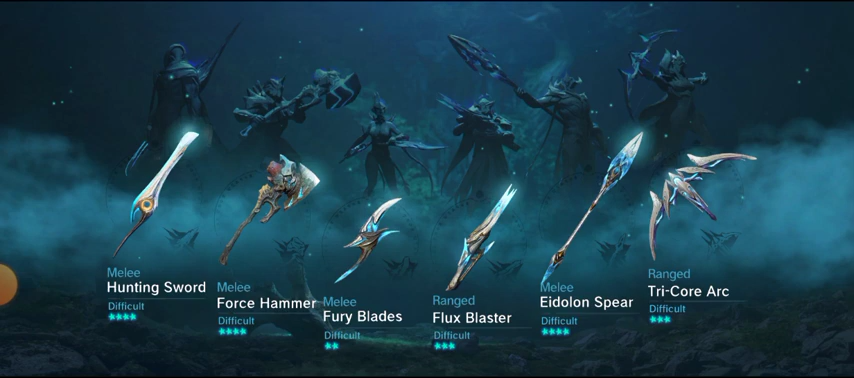 Melee
Hunting Sword
Difficult
Melee
Force Hammer
Difficult
Melee
Fury Blades
Difficult
Ranged
Flux Blaster
Difficult
Melee
Eidolon Spear
Difficult
Ranged
Tri-Core Arc
Difficult